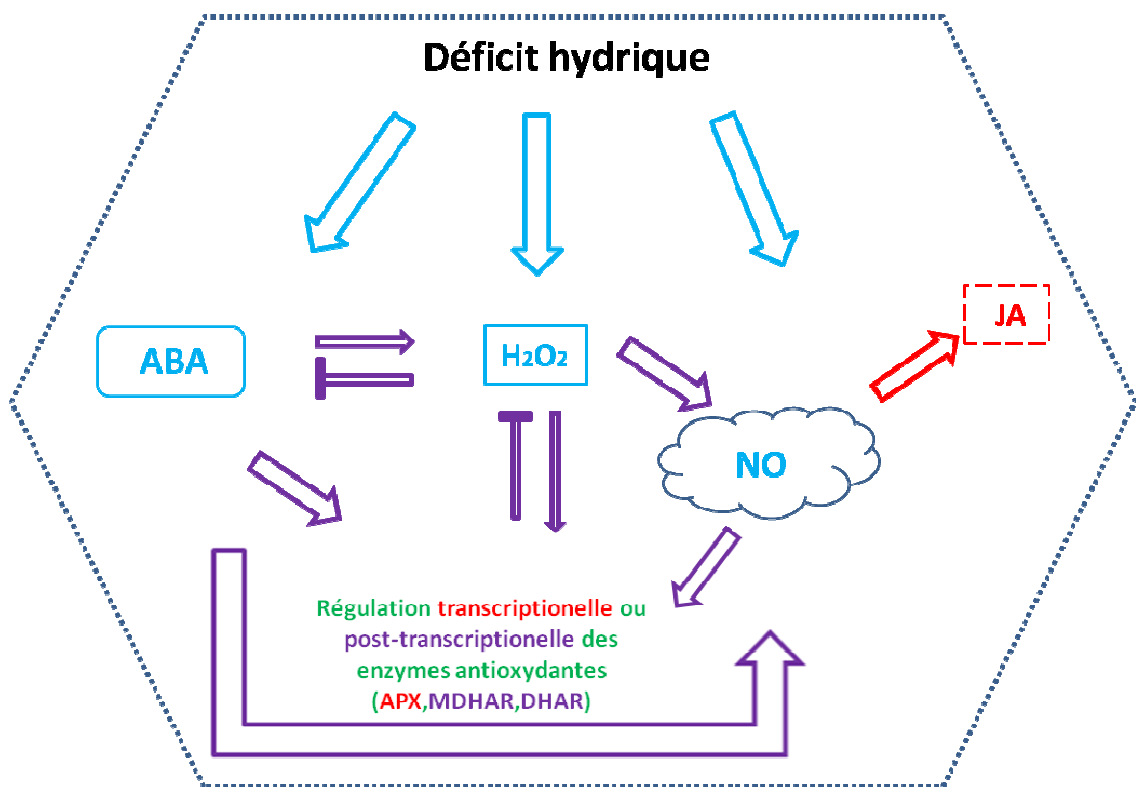 Déficit hydrique
JA
ABA
H₂O₂
NO
Régulation transcriptionelle ou
post-transcriptionelle des
enzymes antioxydantes
(APX,MDHAR,DHAR)